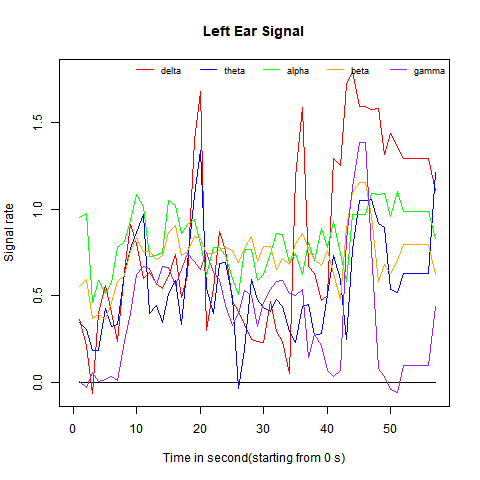 Left Ear Signal
delta theta alpha beta gamma
Signal rate
0.0 0.5 1.0 1.5
0 10 20 30 40 50
Time in second(starting from 0 s)